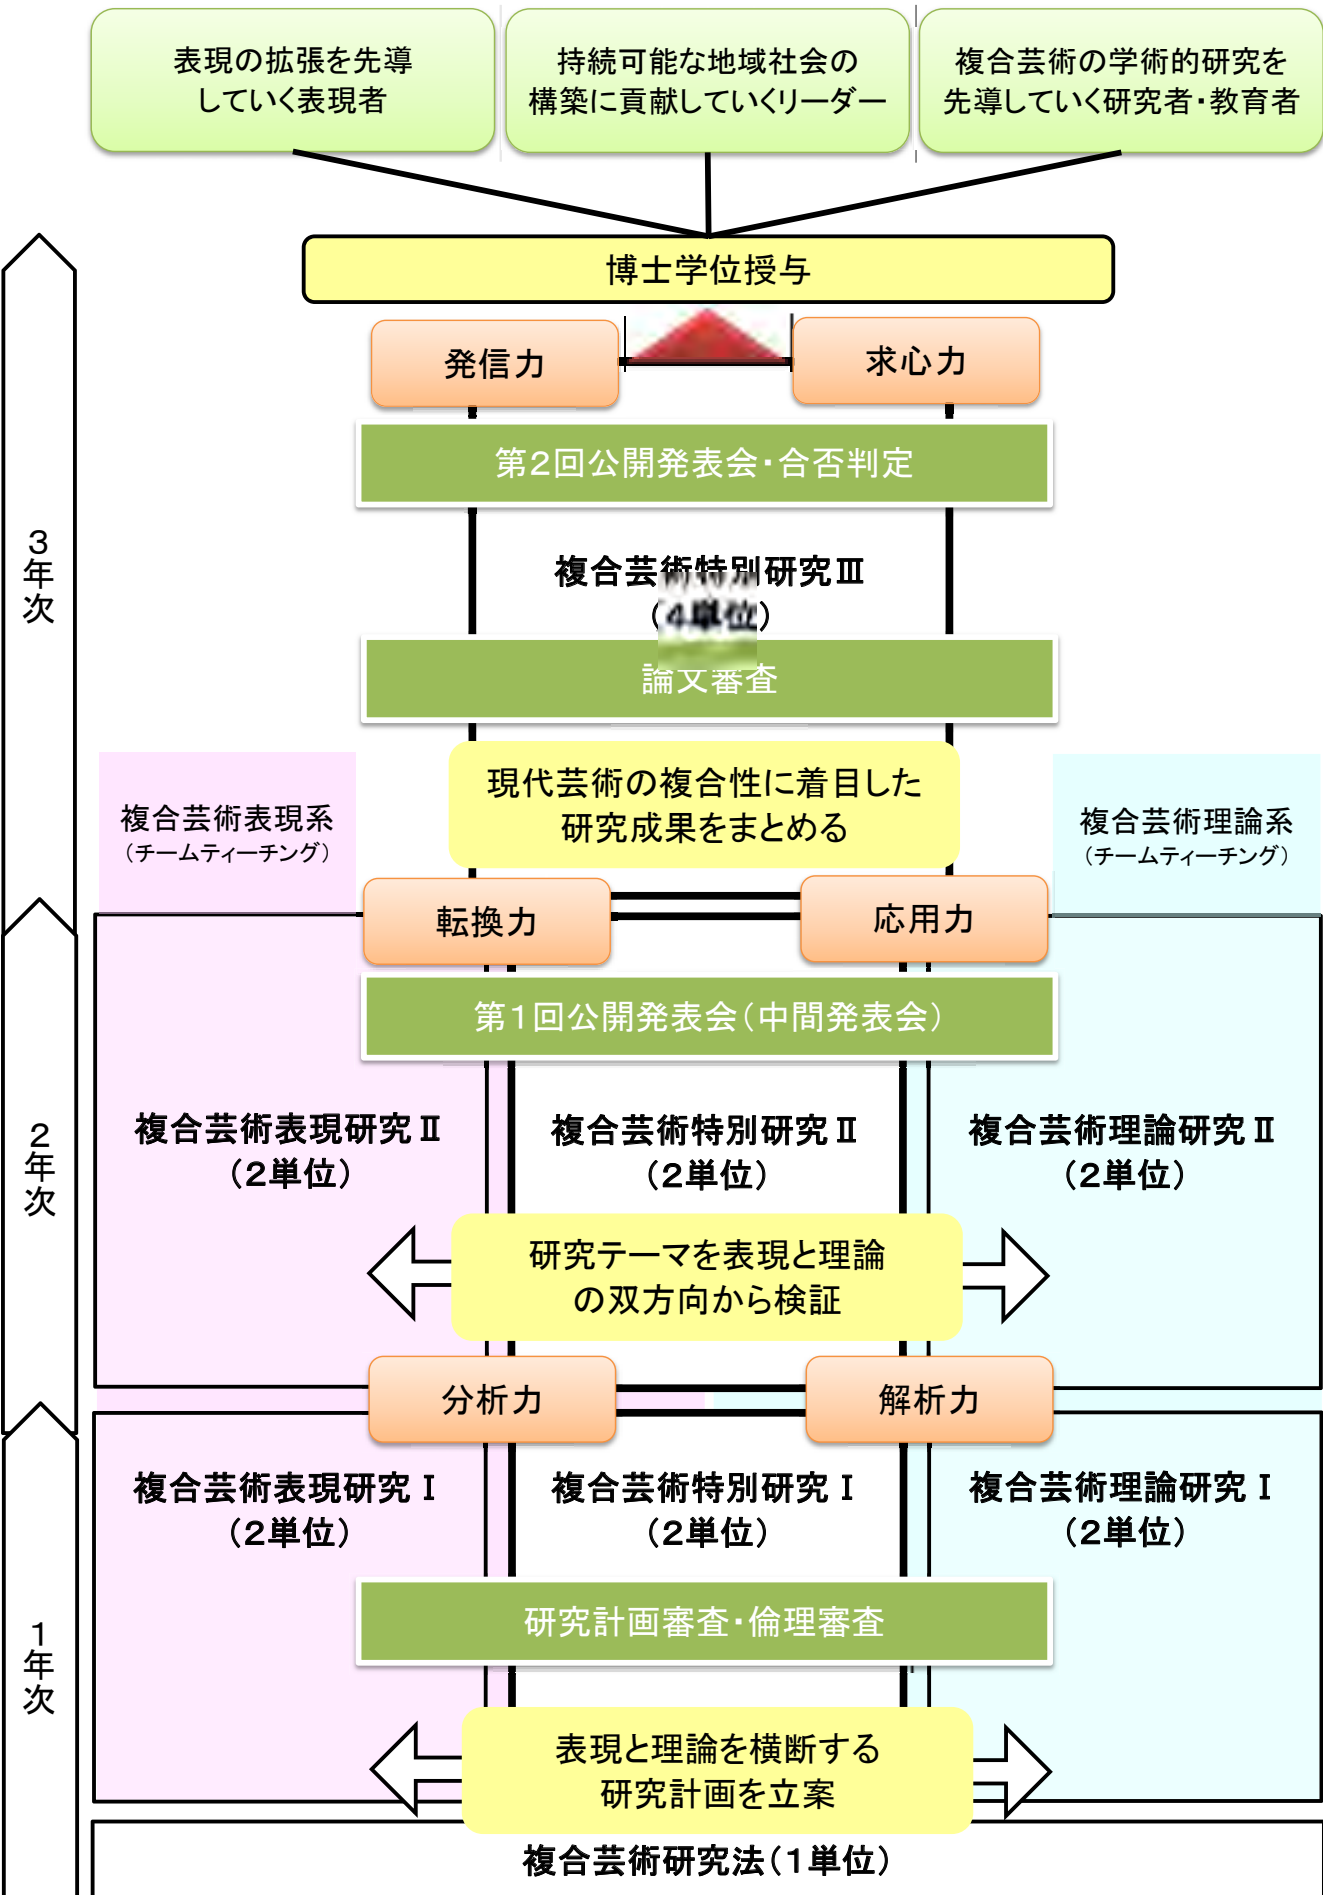 表現の拡張を先導
していく表現者
持続可能な地域社会の
構築に貢献していくリーダー
複合芸術の学術的研究を
先導していく研究者・教育者
博士学位授与
発信力
求心力
第2回公開発表会・合否判定
3年次
複合芸術特別研究Ⅲ
（4単位）
論文審査
現代芸術の複合性に着目した
研究成果をまとめる
複合芸術表現系
（チームティーチング）
複合芸術理論系
（チームティーチング）
転換力
応用力
第1回公開発表会（中間発表会）
2年次
複合芸術表現研究Ⅱ
（2単位）
複合芸術特別研究Ⅱ
（2単位）
複合芸術理論研究Ⅱ
（2単位）
研究テーマを表現と理論
の双方向から検証
分析力
解析力
複合芸術表現研究Ⅰ
（2単位）
複合芸術特別研究Ⅰ
（2単位）
複合芸術理論研究Ⅰ
（2単位）
研究計画審査・倫理審査
1年次
表現と理論を横断する
研究計画を立案
複合芸術研究法（1単位）